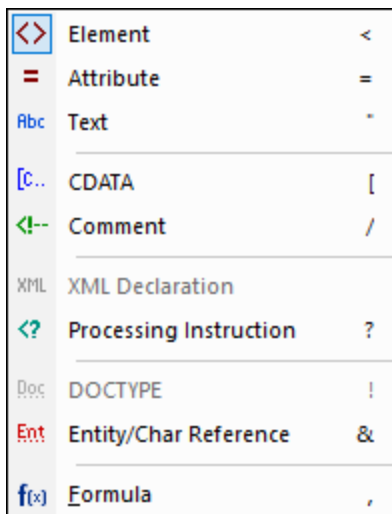 <> Element <
= Attribute =
Abc Text "
[c.. CDATA [
<!-- Comment /
XML XML Declaration
<? Processing Instruction ?
Doc DOCTYPE !
Ent Entity/Char Reference &
f(x) Formula ,